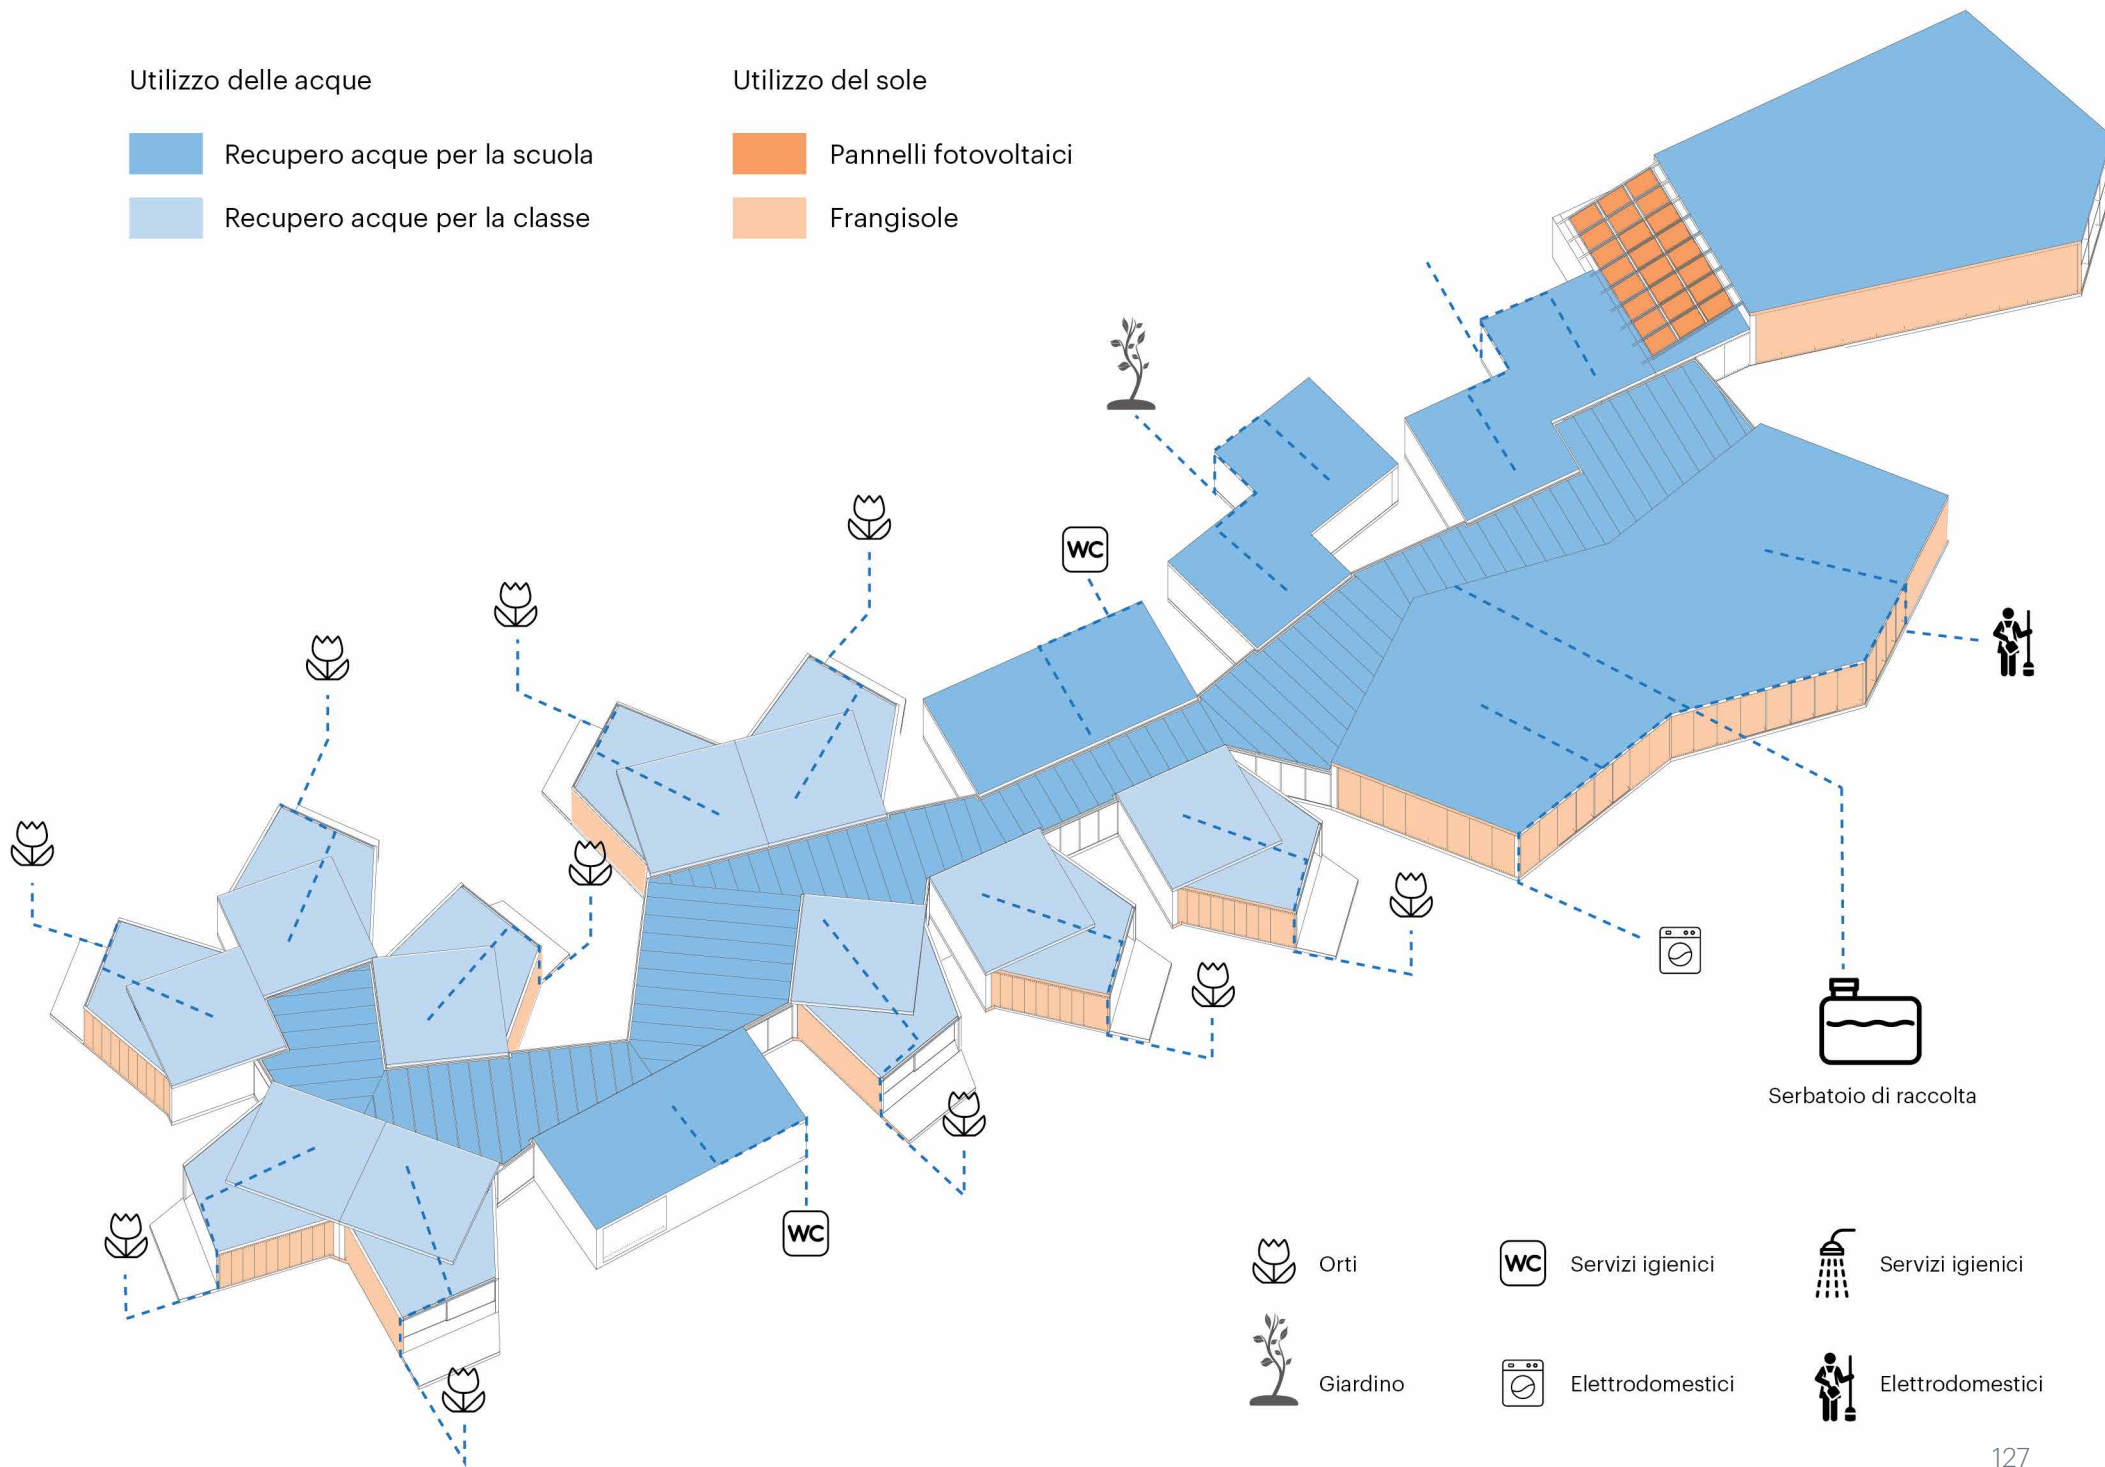 Utilizzo delle acque
Utilizzo del sole
Recupero acque per la scuola
Pannelli fotovoltaici
Recupero acque per la classe
Frangisole
WC
WC
Serbatoio di raccolta
Orti
WC
Servizi igienici
Servizi igienici
Giardino
Elettrodomestici
Elettrodomestici
127